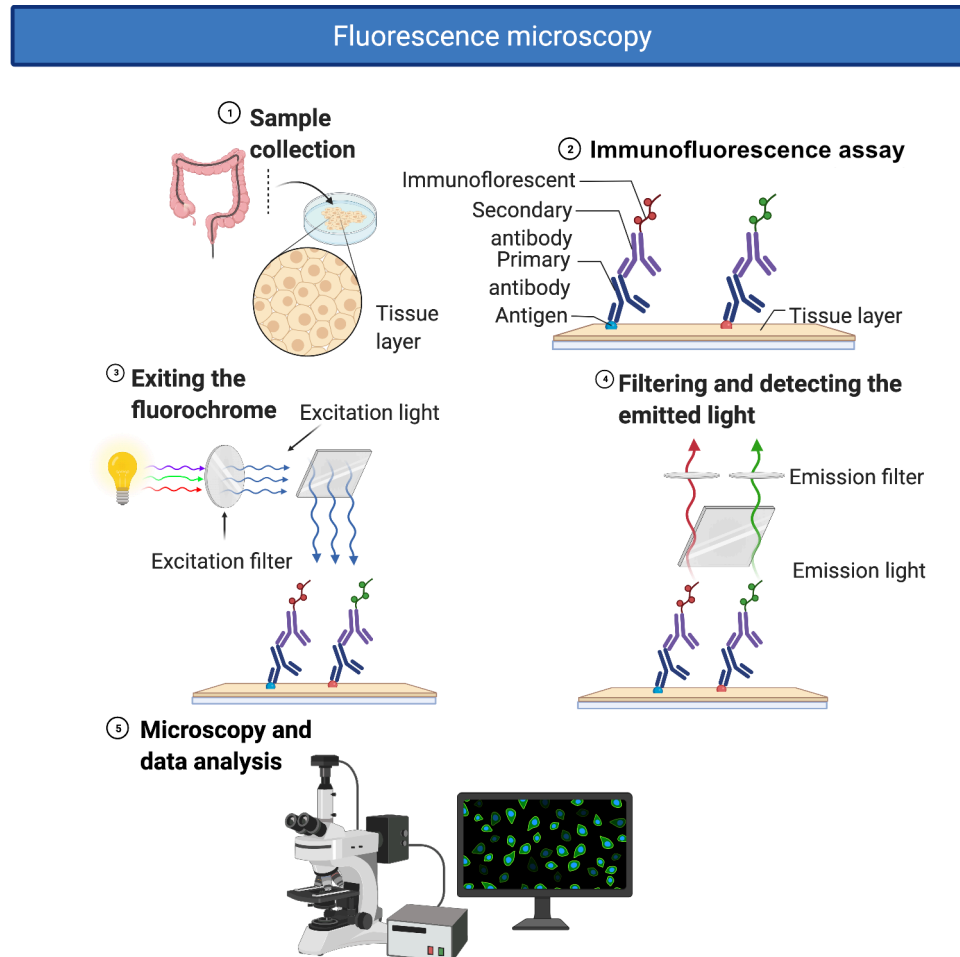 Fluorescence microscopy
1 Sample
collection
Tissue
layer
2 Immunofluorescence assay
Immunoflorescent
Secondary
antibody
Primary
antibody
Antigen
Tissue layer
3 Exiting the
fluorochrome
Excitation light
Excitation filter
4 Filtering and detecting the
emitted light
Emission filter
Emission light
5 Microscopy and
data analysis